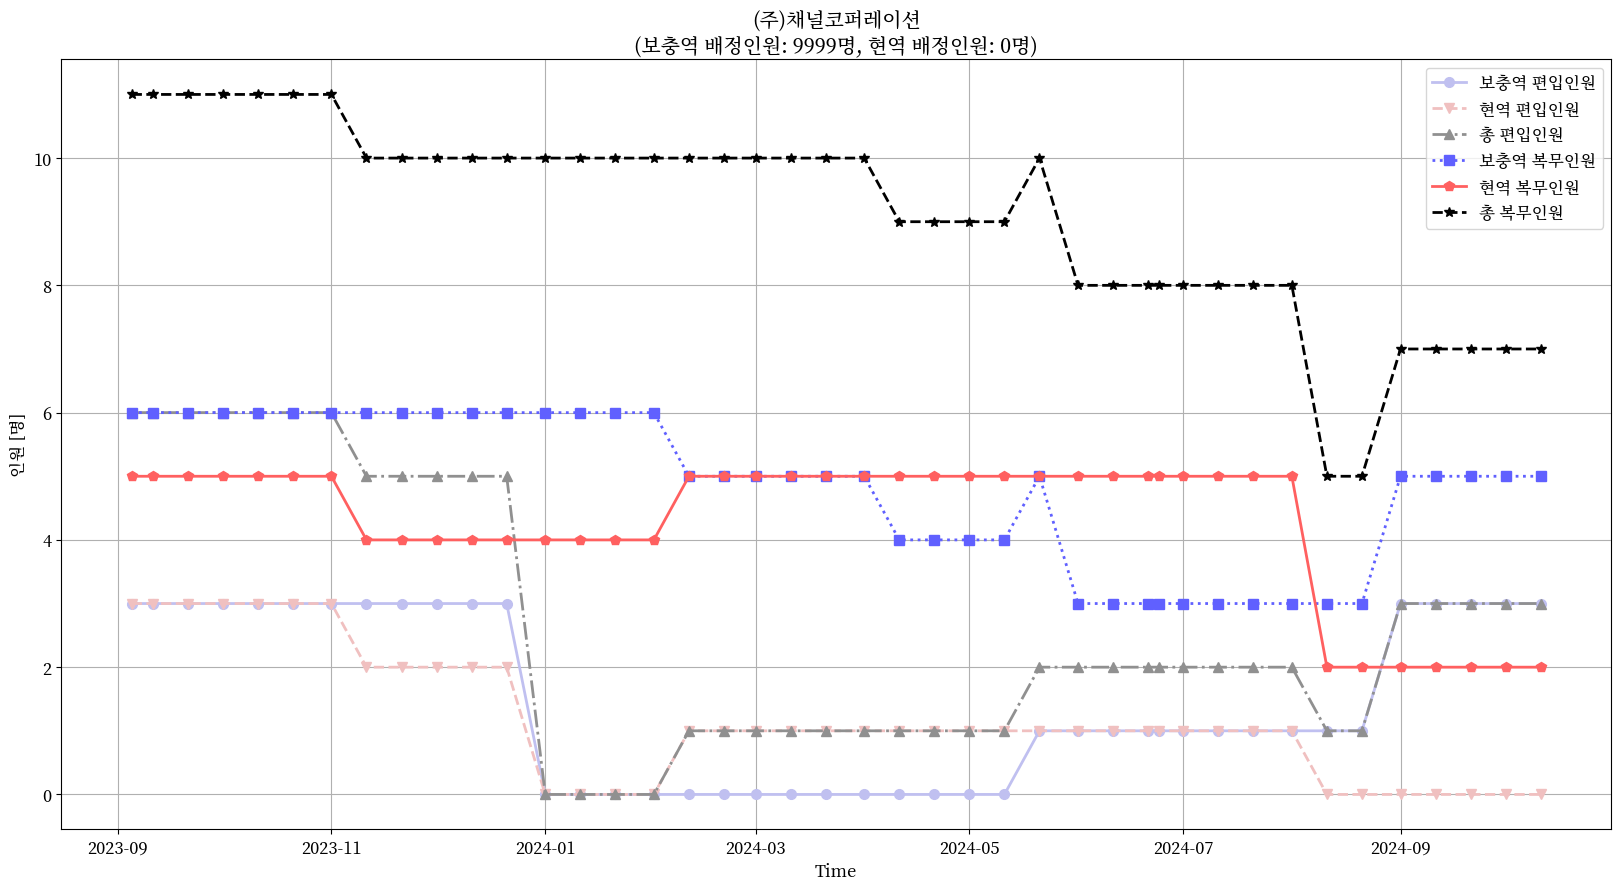 (주)채널코퍼레이션
(보충역 배정인원: 9999명, 현역 배정인원: 0명)
보충역 편입인원
현역 편입인원
총 편입인원
보충역 복무인원
현역 복무인원
총 복무인원
인원 [명]
10
8
6
4
2
0
2023-09
2023-11
2024-01
2024-03
2024-05
2024-07
2024-09
Time